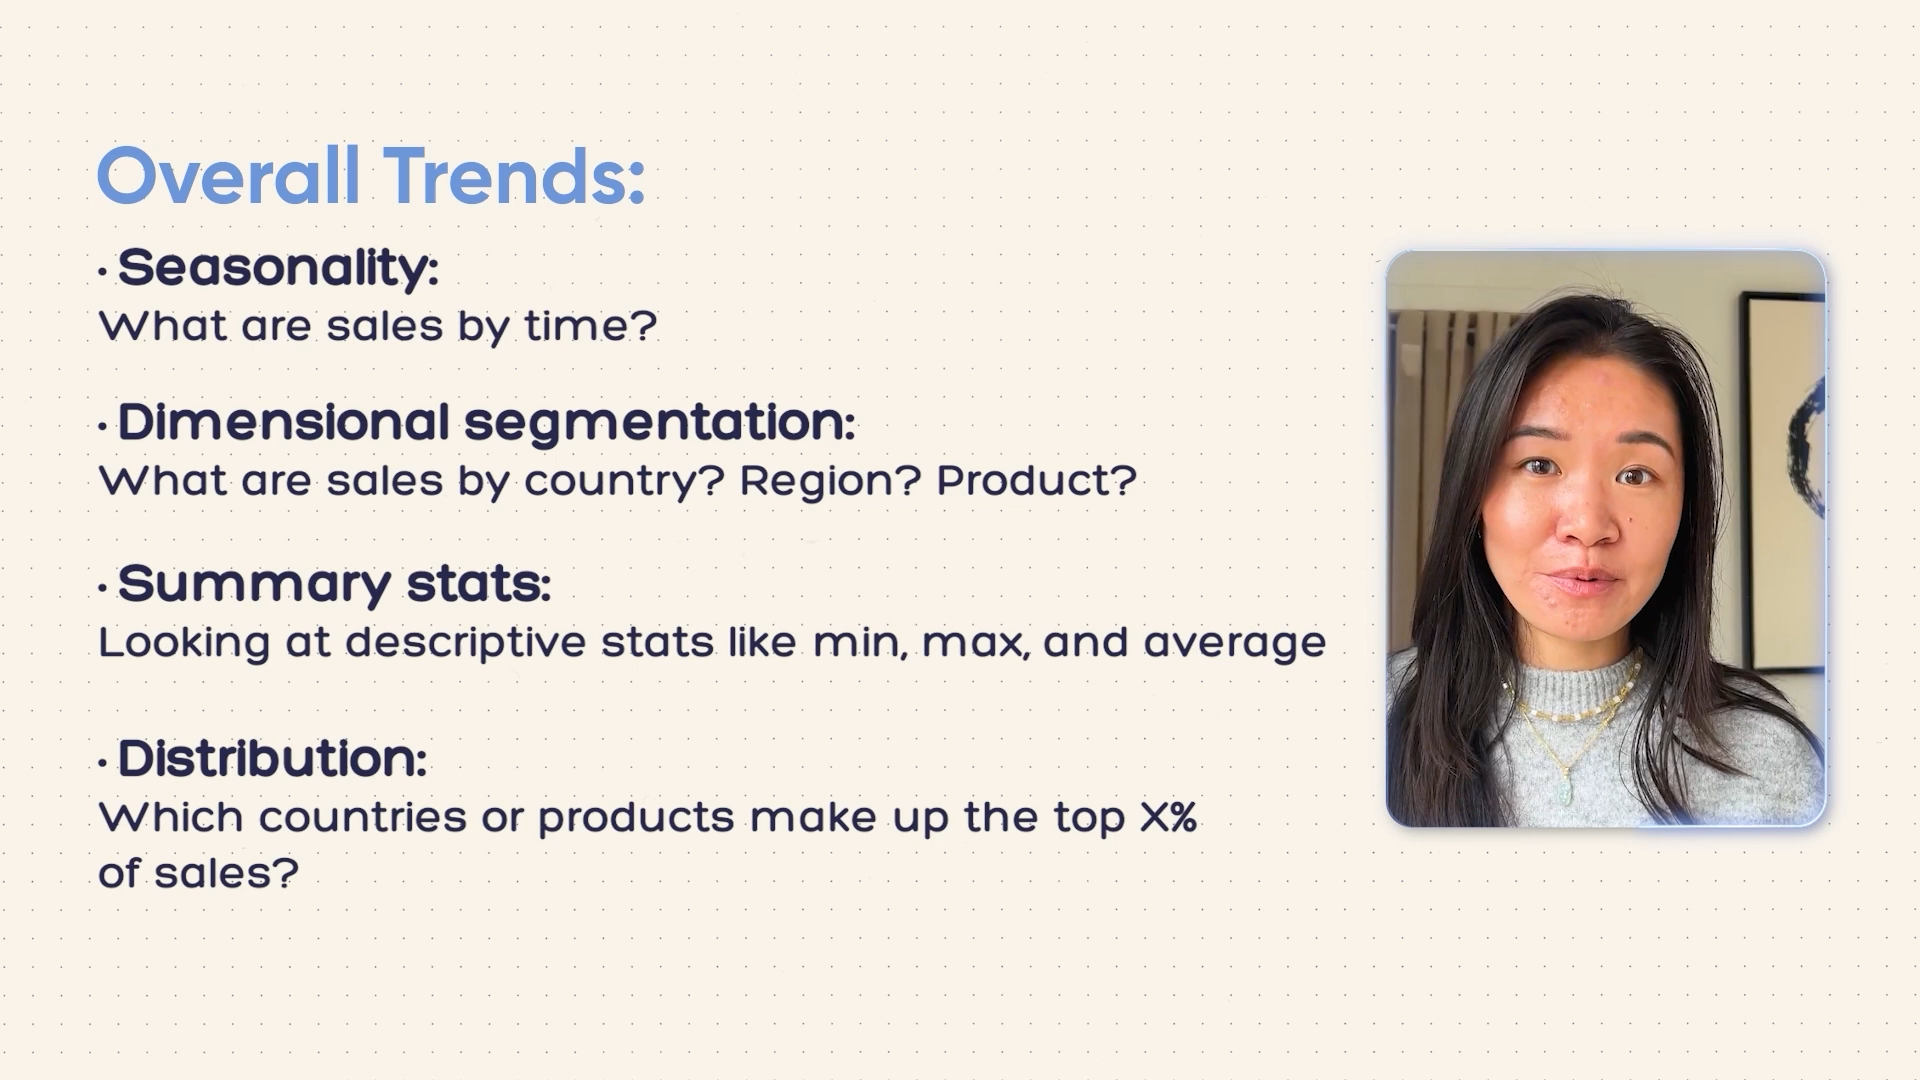 Overall Trends:
• Seasonality:
What are sales by time?
• Dimensional segmentation:
What are sales by country? Region? Product?
• Summary stats:
Looking at descriptive stats like min, max, and average
• Distribution:
Which countries or products make up the top X%
of sales?